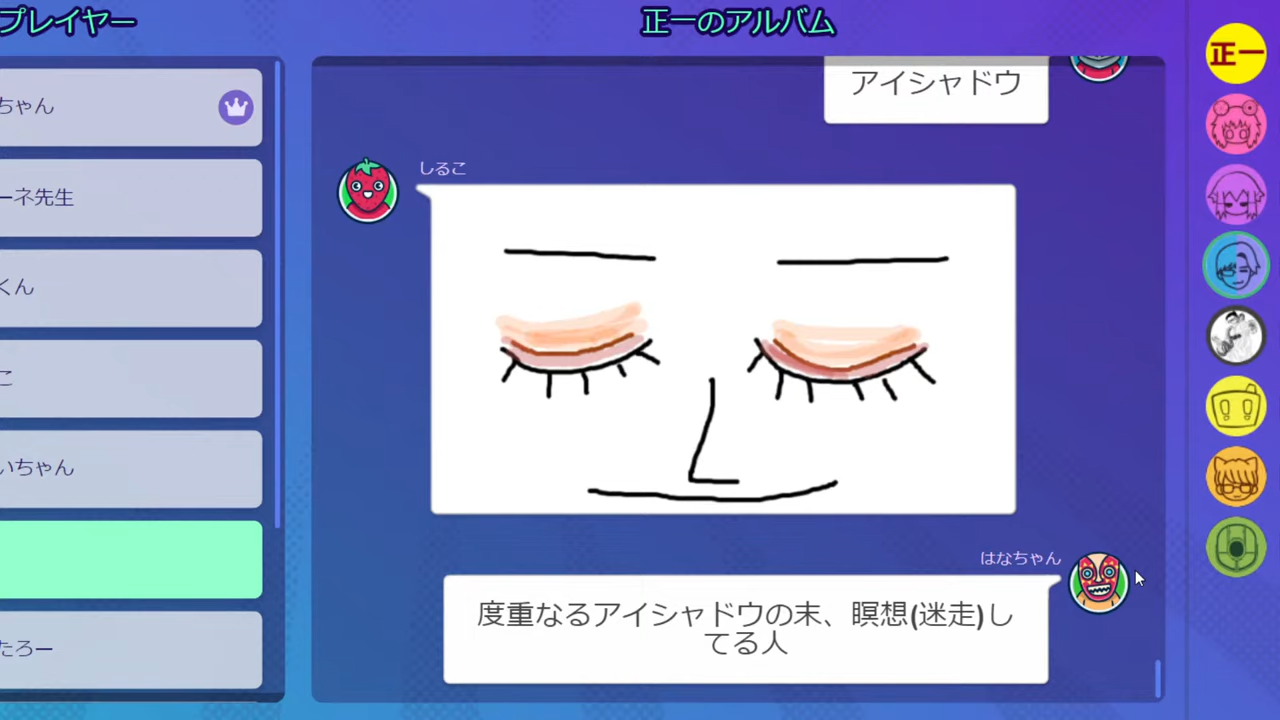 プレイヤー
正一のアルバム
正一
アイシャドウ
ちゃん
しるこ
ーネ先生
くん
こ
いちゃん
はなちゃん
度重なるアイシャドウの末、瞑想(迷走)し
てる人
たろー